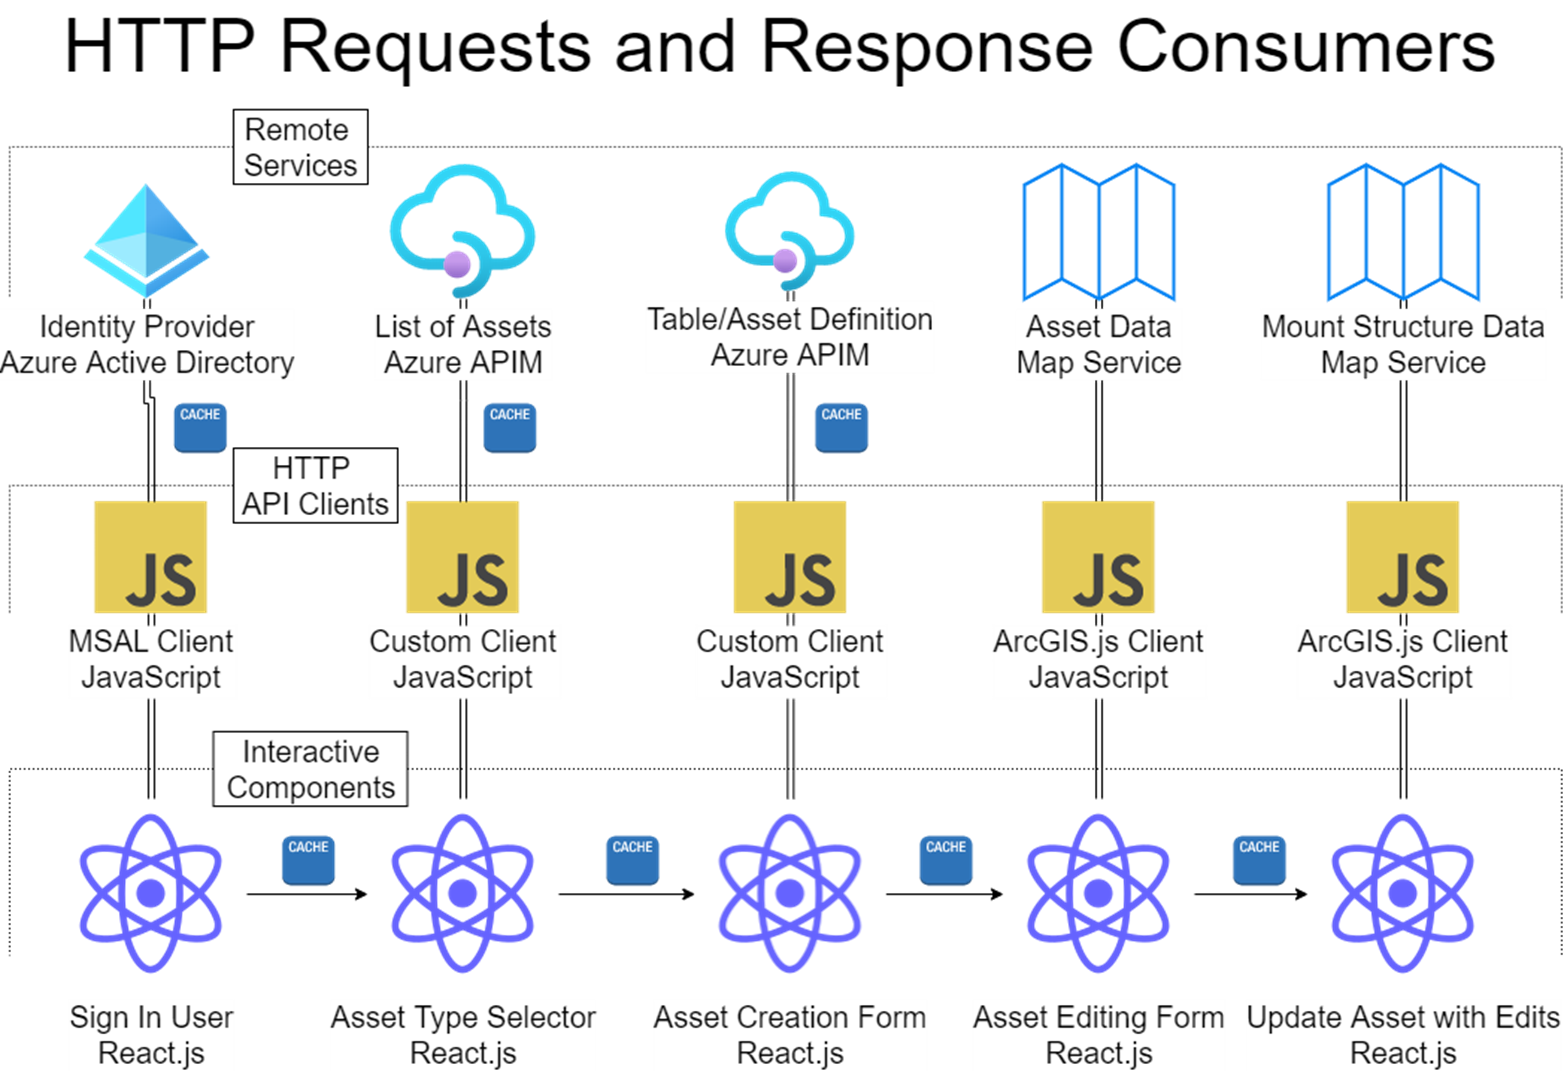 HTTP Requests and Response Consumers
Remote
Services
Identity Provider
Azure Active Directory
List of Assets
Azure APIM
Table/Asset Definition
Azure APIM
Asset Data
Map Service
Mount Structure Data
Map Service
CACHE
CACHE
CACHE
HTTP
API Clients
JS
JS
JS
JS
JS
MSAL Client
JavaScript
Custom Client
JavaScript
Custom Client
JavaScript
ArcGIS.js Client
JavaScript
ArcGIS.js Client
JavaScript
Interactive
Components
CACHE
CACHE
CACHE
CACHE
Sign In User
React.js
Asset Type Selector
React.js
Asset Creation Form
React.js
Asset Editing Form
React.js
Update Asset with Edits
React.js